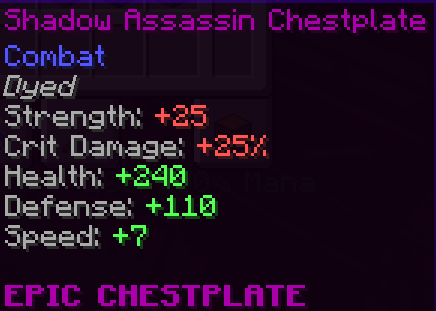 Shadow Assassin Chestplate
Combat
Dyed
Strength: +25
Crit Damage: +25%
Health: +240
Defense: +110
Speed: +7
EPIC CHESTPLATE